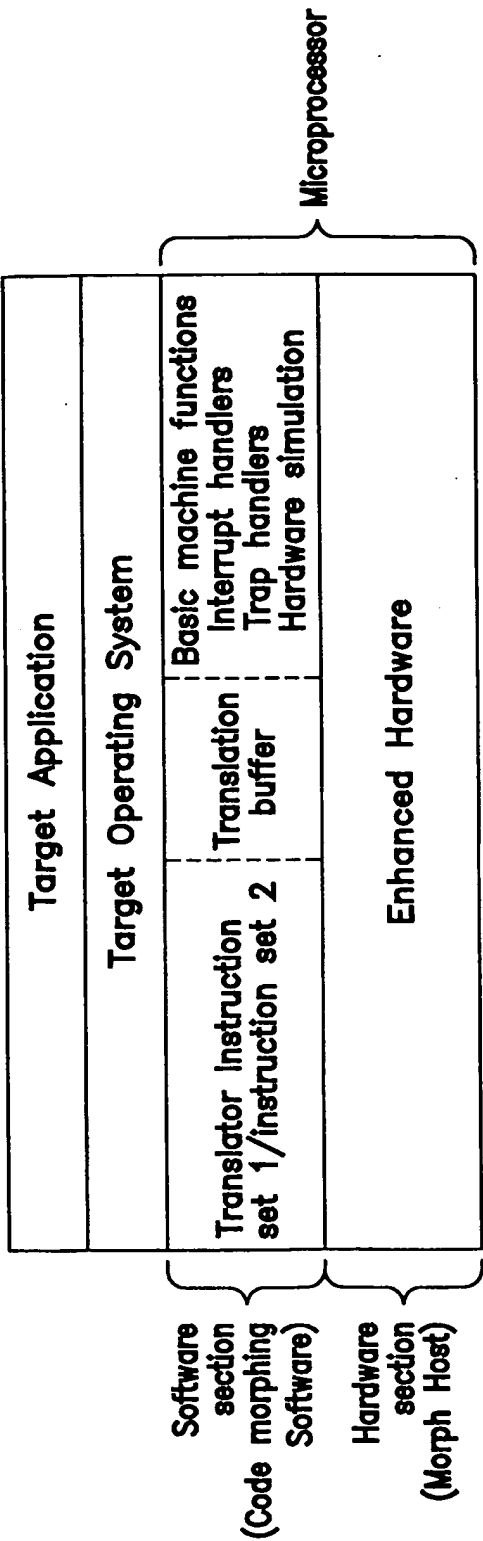 Target Application
Target Operating System
Software
section
(Code morphing
Software)
Translator Instruction
set 1/instruction set 2
Translation
buffer
Basic machine functions
Interrupt handlers
Trap handlers
Hardware simulation
Hardware
section
(Morph Host)
Enhanced Hardware
Microprocessor